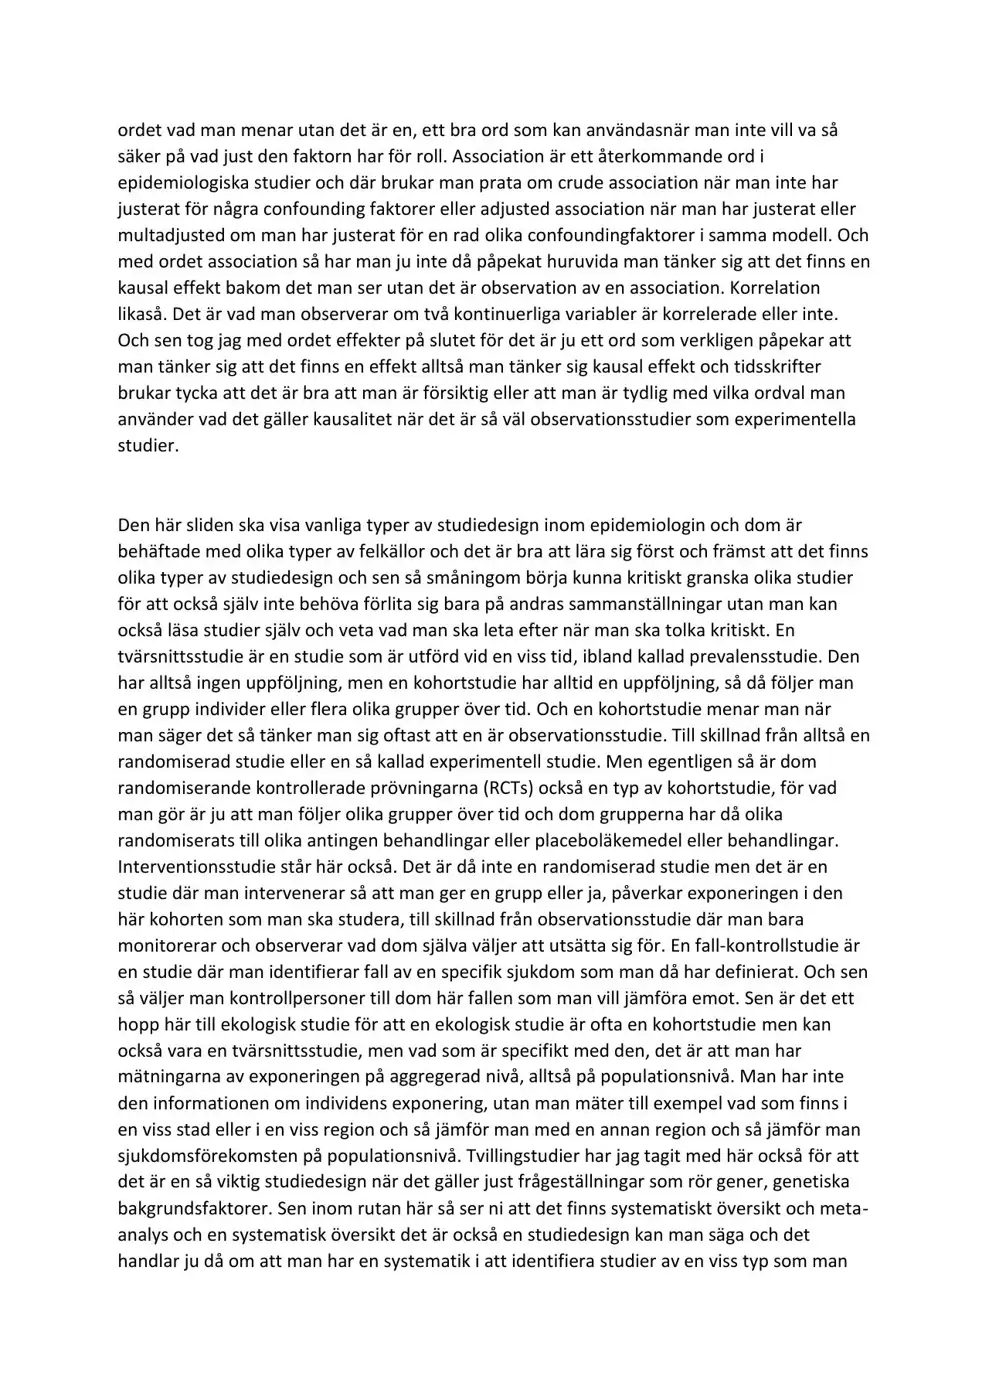 ordet vad man menar utan det är en, ett bra ord som kan användasnär man inte vill va så
säker på vad just den faktorn har för roll. Association är ett återkommande ord i
epidemiologiska studier och där brukar man prata om crude association när man inte har
justerat för några confounding faktorer eller adjusted association när man har justerat eller
multadjusted om man har justerat för en rad olika confoundingfaktorer i samma modell. Och
med ordet association så har man ju inte då påpekat huruvida man tänker sig att det finns en
kausal effekt bakom det man ser utan det är observation av en association. Korrelation
likaså. Det är vad man observerar om två kontinuerliga variabler är korrelerade eller inte.
Och sen tog jag med ordet effekter på slutet för det är ju ett ord som verkligen påpekar att
man tänker sig att det finns en effekt alltså man tänker sig kausal effekt och tidsskrifter
brukar tycka att det är bra att man är försiktig eller att man är tydlig med vilka ordval man
använder vad det gäller kausalitet när det är så väl observationsstudier som experimentella
studier.
Den här sliden ska visa vanliga typer av studiedesign inom epidemiologin och dom är
behäftade med olika typer av felkällor och det är bra att lära sig först och främst att det finns
olika typer av studiedesign och sen så småningom börja kunna kritiskt granska olika studier
för att också själv inte behöva förlita sig bara på andras sammanställningar utan man kan
också läsa studier själv och veta vad man ska leta efter när man ska tolka kritiskt. En
tvärsnittsstudie är en studie som är utförd vid en viss tid, ibland kallad prevalensstudie. Den
har alltså ingen uppföljning, men en kohortstudie har alltid en uppföljning, så då följer man
en grupp individer eller flera olika grupper över tid. Och en kohortstudie menar man när
man säger det så tänker man sig oftast att en är observationsstudie. Till skillnad från alltså en
randomiserad studie eller en så kallad experimentell studie. Men egentligen så är dom
randomiserande kontrollerade prövningarna (RCTs) också en typ av kohortstudie, för vad
man gör är ju att man följer olika grupper över tid och dom grupperna har då olika
randomiserats till olika antingen behandlingar eller placeboläkemedel eller behandlingar.
Interventionsstudie står här också. Det är då inte en randomiserad studie men det är en
studie där man intervenerar så att man ger en grupp eller ja, påverkar exponeringen i den
här kohorten som man ska studera, till skillnad från observationsstudie där man bara
monitorerar och observerar vad dom själva väljer att utsätta sig för. En fall-kontrollstudie är
en studie där man identifierar fall av en specifik sjukdom som man då har definierat. Och sen
så väljer man kontrollpersoner till dom här fallen som man vill jämföra emot. Sen är det ett
hopp här till ekologisk studie för att en ekologisk studie är ofta en kohortstudie men kan
också vara en tvärsnittsstudie, men vad som är specifikt med den, det är att man har
mätningarna av exponeringen på aggregerad nivå, alltså på populationsnivå. Man har inte
den informationen om individens exponering, utan man mäter till exempel vad som finns i
en viss stad eller i en viss region och så jämför man med en annan region och så jämför man
sjukdomsförekomsten på populationsnivå. Tvillingstudier har jag tagit med här också för att
det är en så viktig studiedesign när det gäller just frågeställningar som rör gener, genetiska
bakgrundsfaktorer. Sen inom rutan här så ser ni att det finns systematiskt översikt och meta-
analys och en systematisk översikt det är också en studiedesign kan man säga och det
handlar ju då om att man har en systematik i att identifiera studier av en viss typ som man